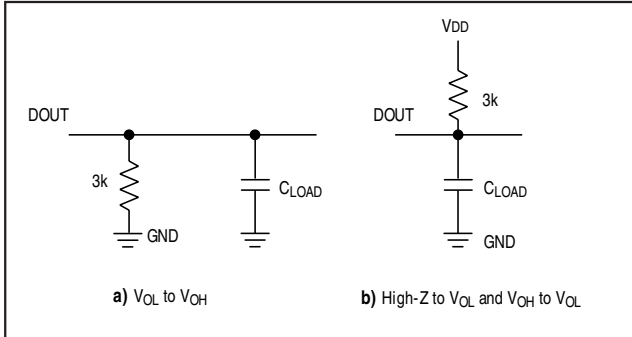 DOUT
3k
GND
CLOAD
a) VOL to VOH
VDD
3k
DOUT
CLOAD
GND
b) High-Z to VOL and VOH to VOL